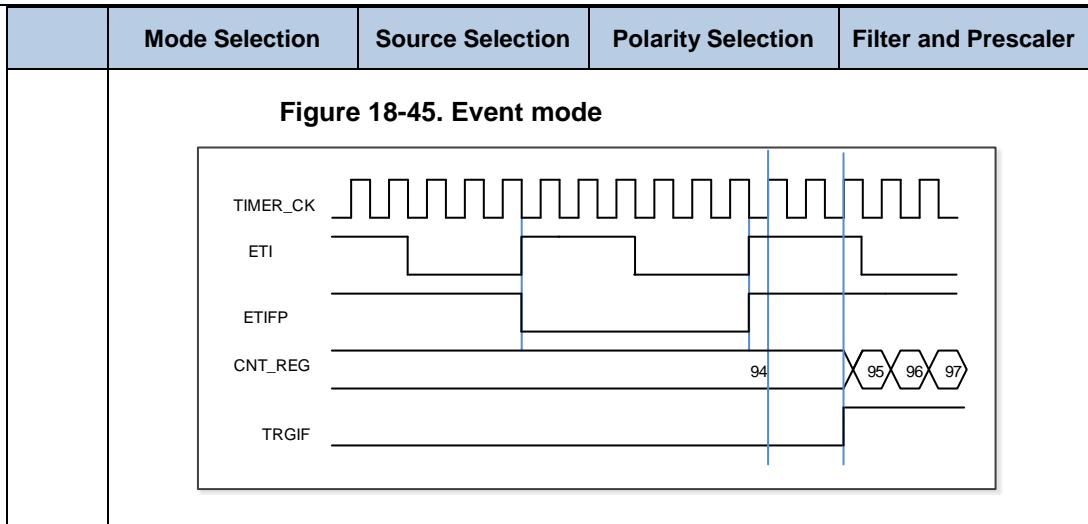 Mode Selection Source Selection Polarity Selection Filter and Prescaler
Figure 18-45. Event mode
TIMER_CK
ETI
ETIFP
CNT_REG 94 95 96 97
TRGIF